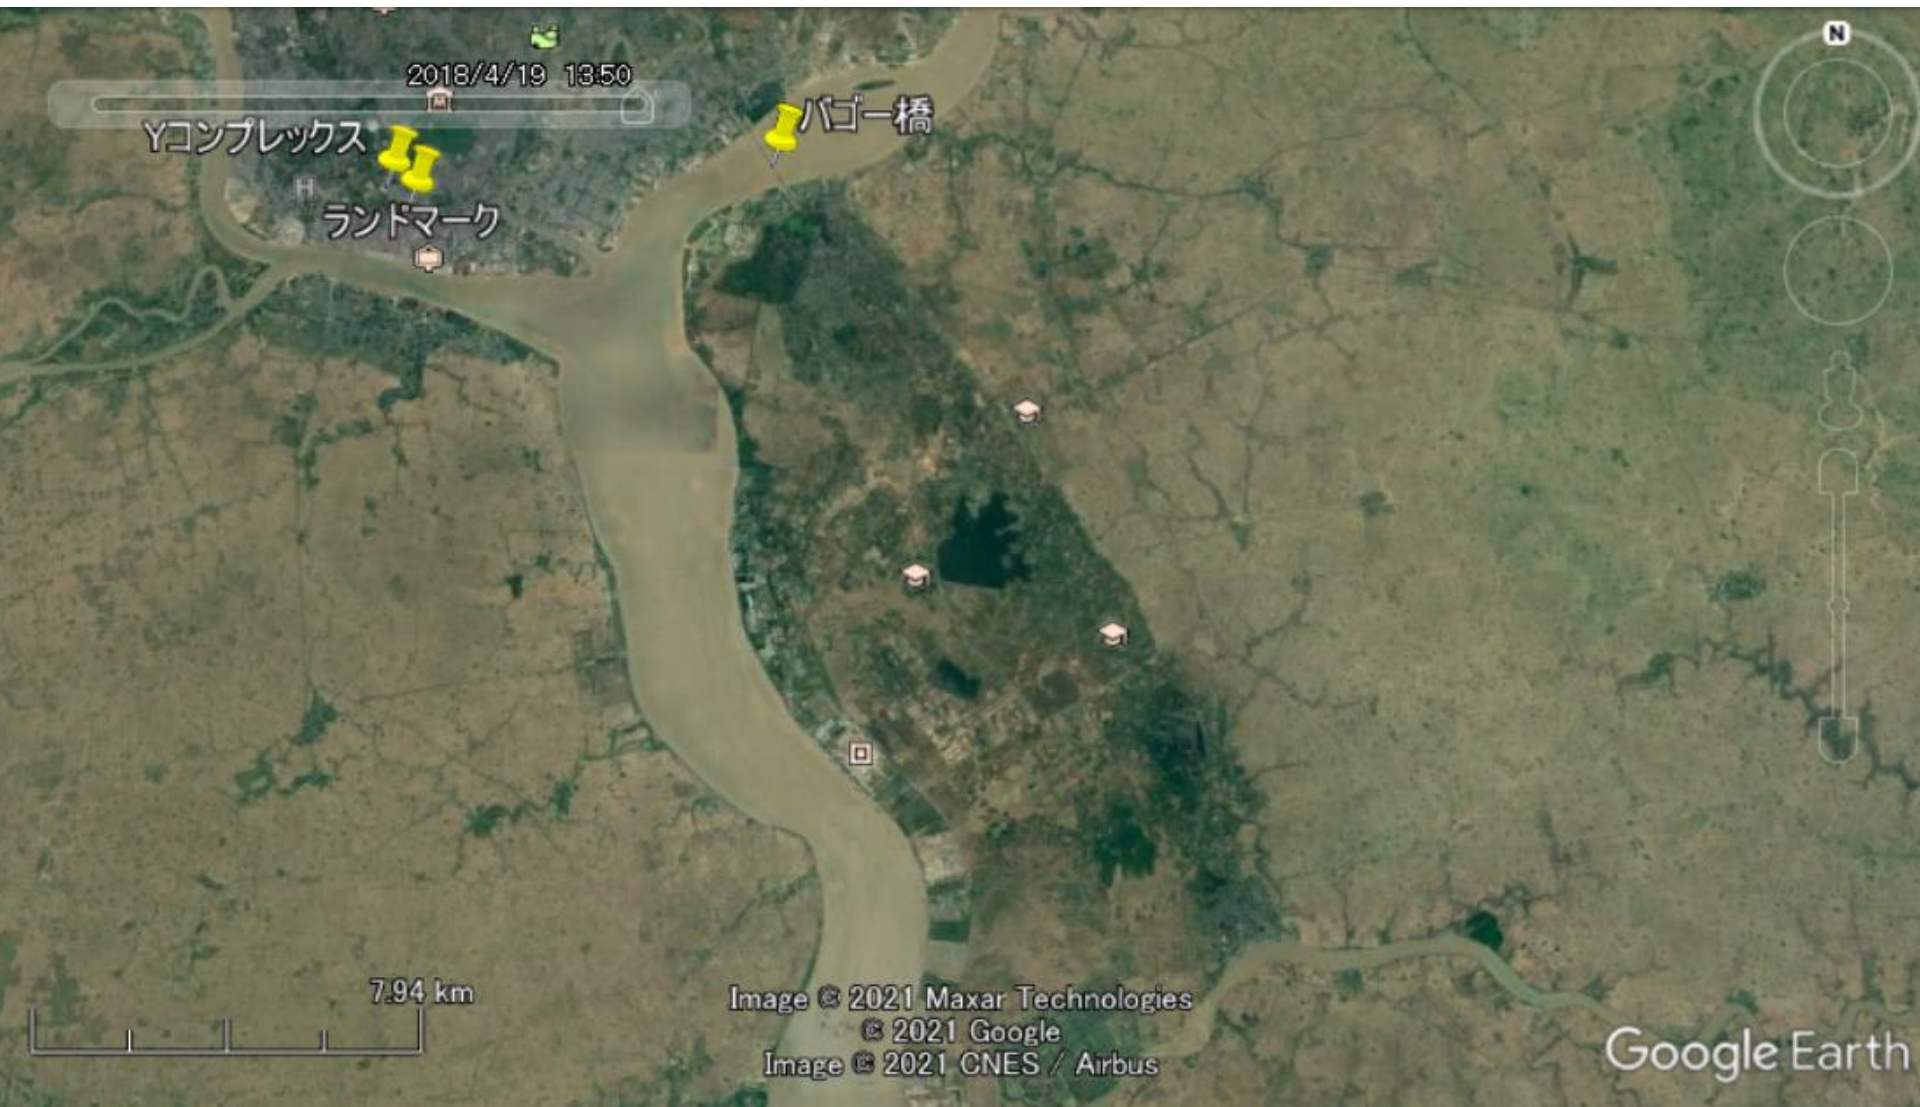 N
2018/4/19 13:50
M
バゴー橋
Yコンプレックス
H
ランドマーク
7.94 km
Image © 2021 Maxar Technologies
© 2021 Google
Image © 2021 CNES / Airbus
Google Earth